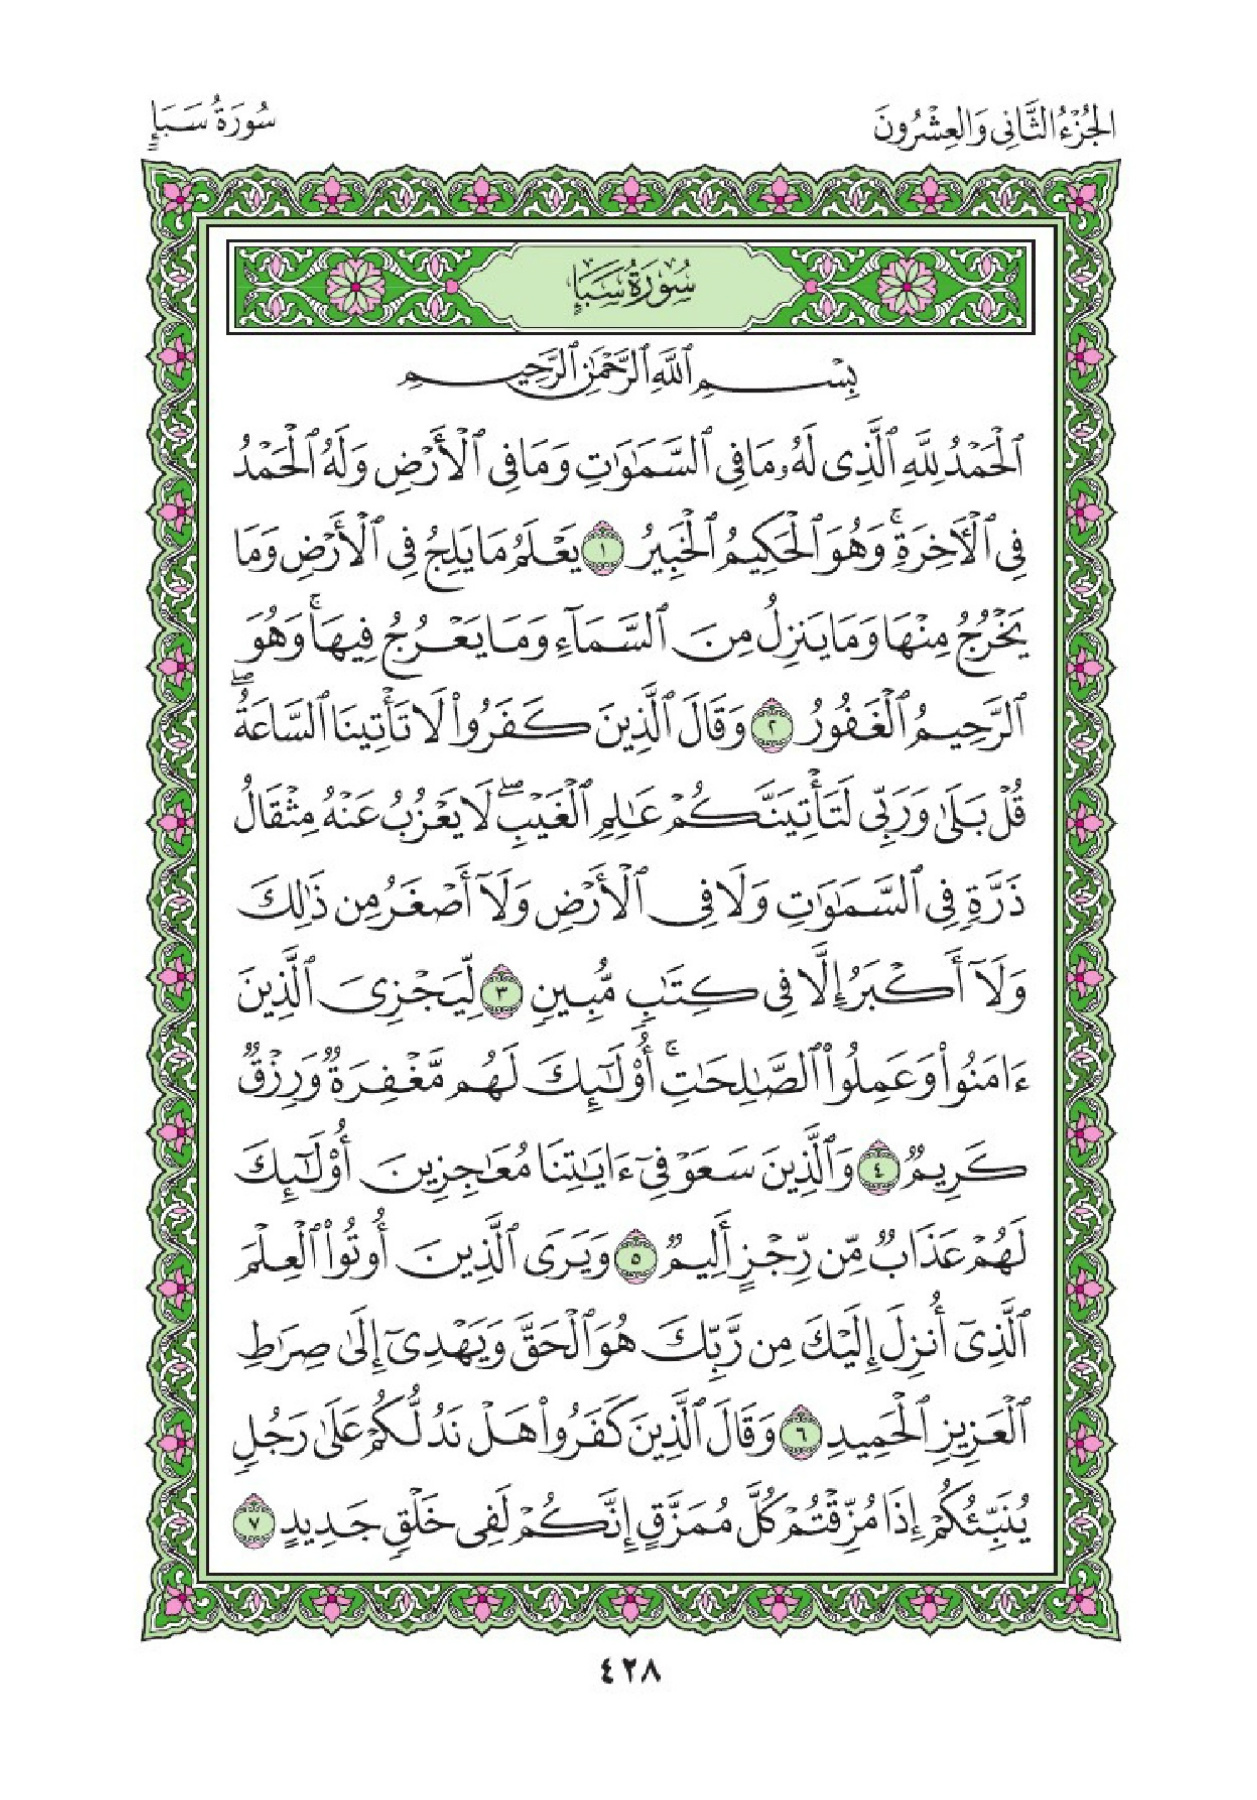 الجُزْءُ الثَّانِي وَالعِشْرُونَ
سُورَةُ سَبَإٍ
سُورَةُ سَبَإٍ
بِسْمِ ٱللَّهِ ٱلرَّحْمَٰنِ ٱلرَّحِيمِ
ٱلْحَمْدُ لِلَّهِ ٱلَّذِى لَهُۥ مَا فِى ٱلسَّمَٰوَٰتِ وَمَا فِى ٱلْأَرْضِ وَلَهُ ٱلْحَمْدُ
فِى ٱلْءَاخِرَةِ ۚ وَهُوَ ٱلْحَكِيمُ ٱلْخَبِيرُ ١ يَعْلَمُ مَا يَلِجُ فِى ٱلْأَرْضِ وَمَا
يَخْرُجُ مِنْهَا وَمَا يَنزِلُ مِنَ ٱلسَّمَآءِ وَمَا يَعْرُجُ فِيهَا ۚ وَهُوَ
ٱلرَّحِيمُ ٱلْغَفُورُ ٢ وَقَالَ ٱلَّذِينَ كَفَرُوا۟ لَا تَأْتِينَا ٱلسَّاعَةُ ۖ
قُلْ بَلَىٰ وَرَبِّى لَتَأْتِيَنَّكُمْ عَٰلِمِ ٱلْغَيْبِ ۖ لَا يَعْزُبُ عَنْهُ مِثْقَالُ
ذَرَّةٍ فِى ٱلسَّمَٰوَٰتِ وَلَا فِى ٱلْأَرْضِ وَلَآ أَصْغَرُ مِن ذَٰلِكَ
وَلَآ أَكْبَرُ إِلَّا فِى كِتَٰبٍ مُّبِينٍ ٣ لِّيَجْزِىَ ٱلَّذِينَ
ءَامَنُوا۟ وَعَمِلُوا۟ ٱلصَّٰلِحَٰتِ ۚ أُو۟لَٰٓئِكَ لَهُم مَّغْفِرَةٌ وَرِزْقٌ
كَرِيمٌ ٤ وَٱلَّذِينَ سَعَوْ فِىٓ ءَايَٰتِنَا مُعَٰجِزِينَ أُو۟لَٰٓئِكَ
لَهُمْ عَذَابٌ مِّن رِّجْزٍ أَلِيمٌ ٥ وَيَرَى ٱلَّذِينَ أُوتُوا۟ ٱلْعِلْمَ
ٱلَّذِىٓ أُنزِلَ إِلَيْكَ مِن رَّبِّكَ هُوَ ٱلْحَقَّ وَيَهْدِىٓ إِلَىٰ صِرَٰطِ
ٱلْعَزِيزِ ٱلْحَمِيدِ ٦ وَقَالَ ٱلَّذِينَ كَفَرُوا۟ هَلْ نَدُلُّكُمْ عَلَىٰ رَجُلٍ
يُنَبِّئُكُمْ إِذَا مُزِّقْتُمْ كُلَّ مُمَزَّقٍ إِنَّكُمْ لَفِى خَلْقٍ جَدِيدٍ ٧
٤٢٨